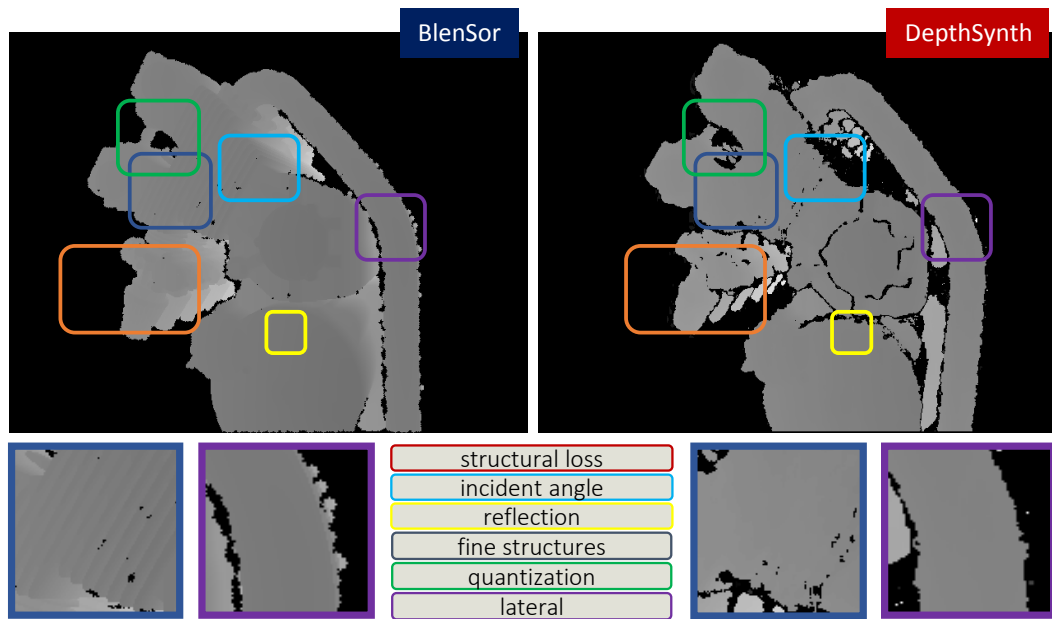 BlenSor
DepthSynth
structural loss
incident angle
reflection
fine structures
quantization
lateral